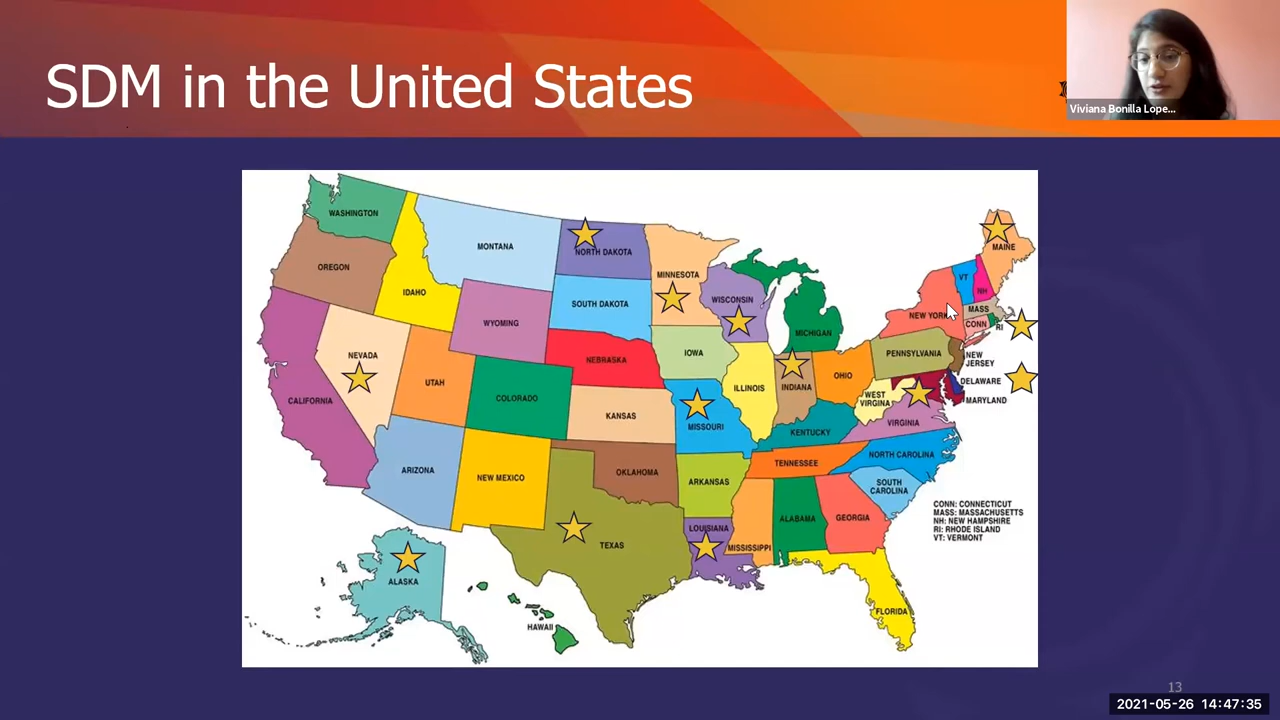 SDM in the United States
Viviana Bonilla Lope...
WASHINGTON
MONTANA
NORTH DAKOTA
MINNESOTA
MAINE
OREGON
IDAHO
SOUTH DAKOTA
WISCONSIN
VT
NH
WYOMING
MICHIGAN
NEW YORK
MASS
CONN
RI
NEVADA
NEBRASKA
IOWA
PENNSYLVANIA
NEW
JERSEY
UTAH
COLORADO
ILLINOIS
INDIANA
OHIO
DELAWARE
CALIFORNIA
KANSAS
MISSOURI
WEST
VIRGINIA
MARYLAND
KENTUCKY
VIRGINIA
ARIZONA
NEW MEXICO
OKLAHOMA
ARKANSAS
TENNESSEE
NORTH CAROLINA
SOUTH
CAROLINA
TEXAS
LOUISIANA
MISSISSIPPI
ALABAMA
GEORGIA
CONN: CONNECTICUT
MASS: MASSACHUSETTS
NH: NEW HAMPSHIRE
RI: RHODE ISLAND
VT: VERMONT
ALASKA
HAWAII
FLORIDA
13
2021-05-26 14:47:35